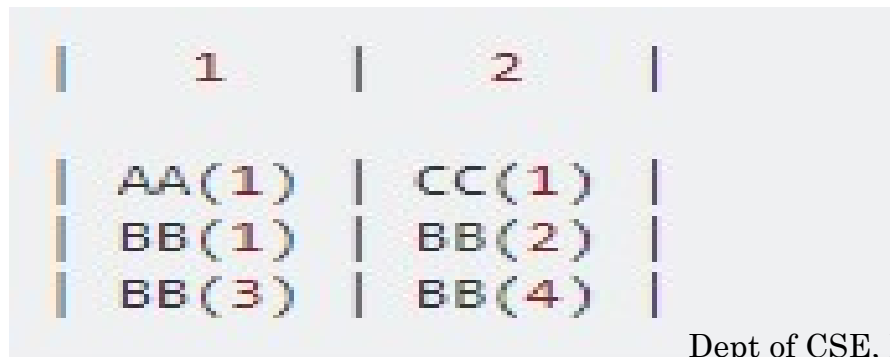 | 1 | 2 |
| AA(1) | CC(1) |
| BB(1) | BB(2) |
| BB(3) | BB(4) |
Dept of CSE,